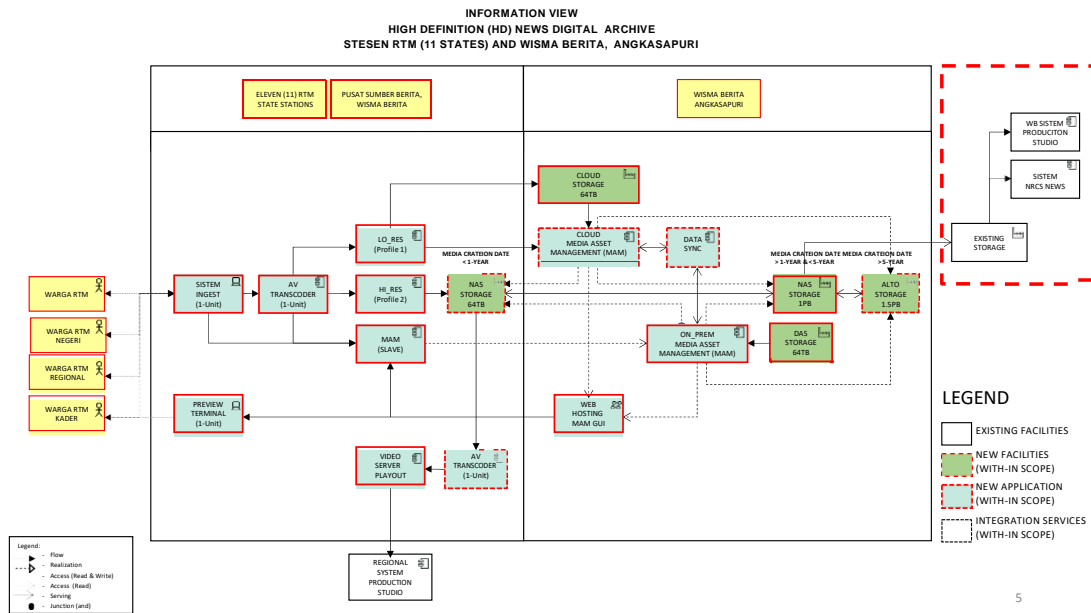 INFORMATION VIEW
HIGH DEFINITION (HD) NEWS DIGITAL ARCHIVE
STESEN RTM (11 STATES) AND WISMA BERITA, ANGKASAPURI
ELEVEN (11) RTM
STATE STATIONS
PUSAT SUMBER BERITA,
WISMA BERITA
WISMA BERITA
ANGKASAPURI
WB SISTEM
PRODUCITON
STUDIO
SISTEM
NRCS NEWS
EXISTING
STORAGE
CLOUD
STORAGE
64TB
LO_RES
(Profile 1)
CLOUD
MEDIA ASSET
MANAGEMENT (MAM)
DATA
SYNC
MEDIA CRATEION DATE
< 1-YEAR
MEDIA CRATEION DATE
>1-YEAR &<5-YEAR
MEDIA CRATEION DATE
>5-YEAR
WARGA RTM
SISTEM
INGEST
(1-Unit)
AV
TRANSCODER
(1-Unit)
HI_RES
(Profile 2)
NAS
STORAGE
64TB
NAS
STORAGE
1PB
ALTO
STORAGE
1.5PB
WARGA RTM
NEGERI
MAM
(SLAVE)
ON_PREM
MEDIA ASSET
MANAGEMENT (MAM)
DAS
STORAGE
64TB
WARGA RTM
REGIONAL
WARGA RTM
KADER
PREVIEW
TERMINAL
(1-Unit)
WEB
HOSTING
MAM GUI
VIDEO
SERVER
PLAYOUT
AV
TRANSCODER
(1-Unit)
REGIONAL
SYSTEM
PRODUCTION
STUDIO
LEGEND
EXISTING FACILITIES
NEW FACILITIES
(WITH-IN SCOPE)
NEW APPLICATION
(WITH-IN SCOPE)
INTEGRATION SERVICES
(WITH-IN SCOPE)
Legend:
- Flow
- Realization
- Access (Read & Write)
- Access (Read)
- Serving
- Junction (and)
5